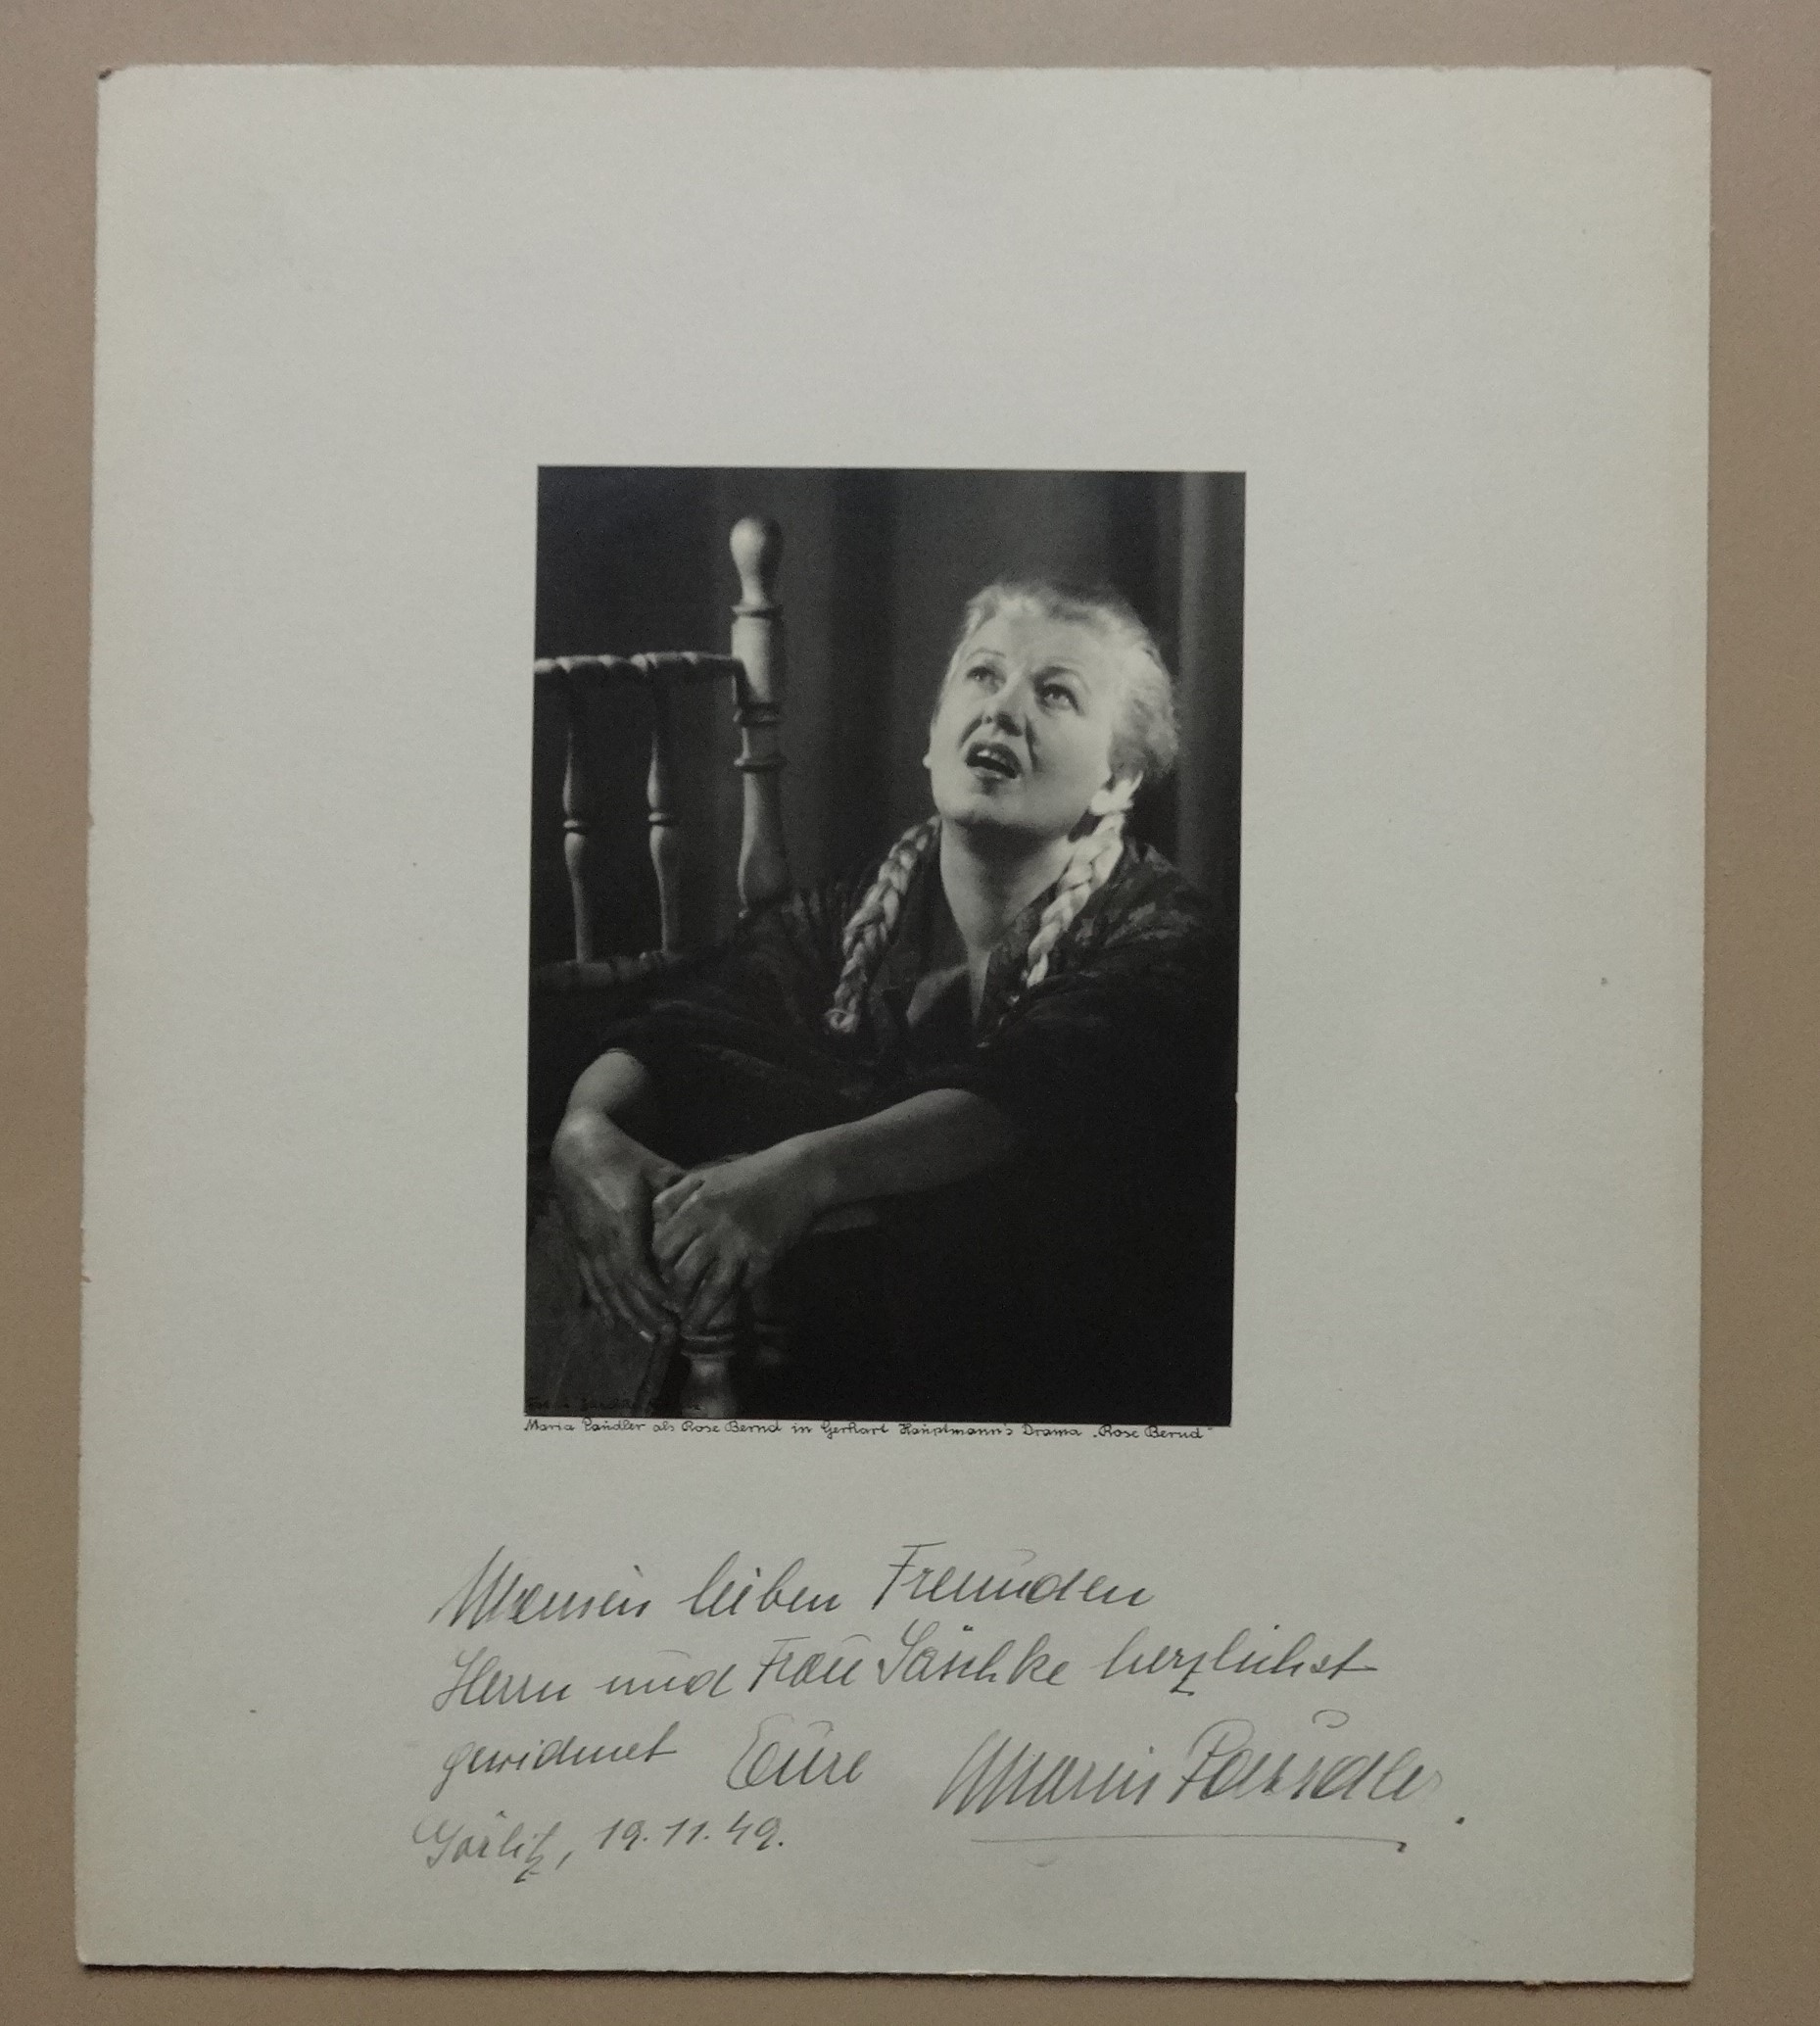 Maria Paudler als Rose Bernd in Gerhart Hauptmann's Drama „Rose Bernd"
Meinen lieben Freunden
Herrn und Frau herzlichst
gewidmet Eure Maria Paudler.
Görlitz, 19.11.49.